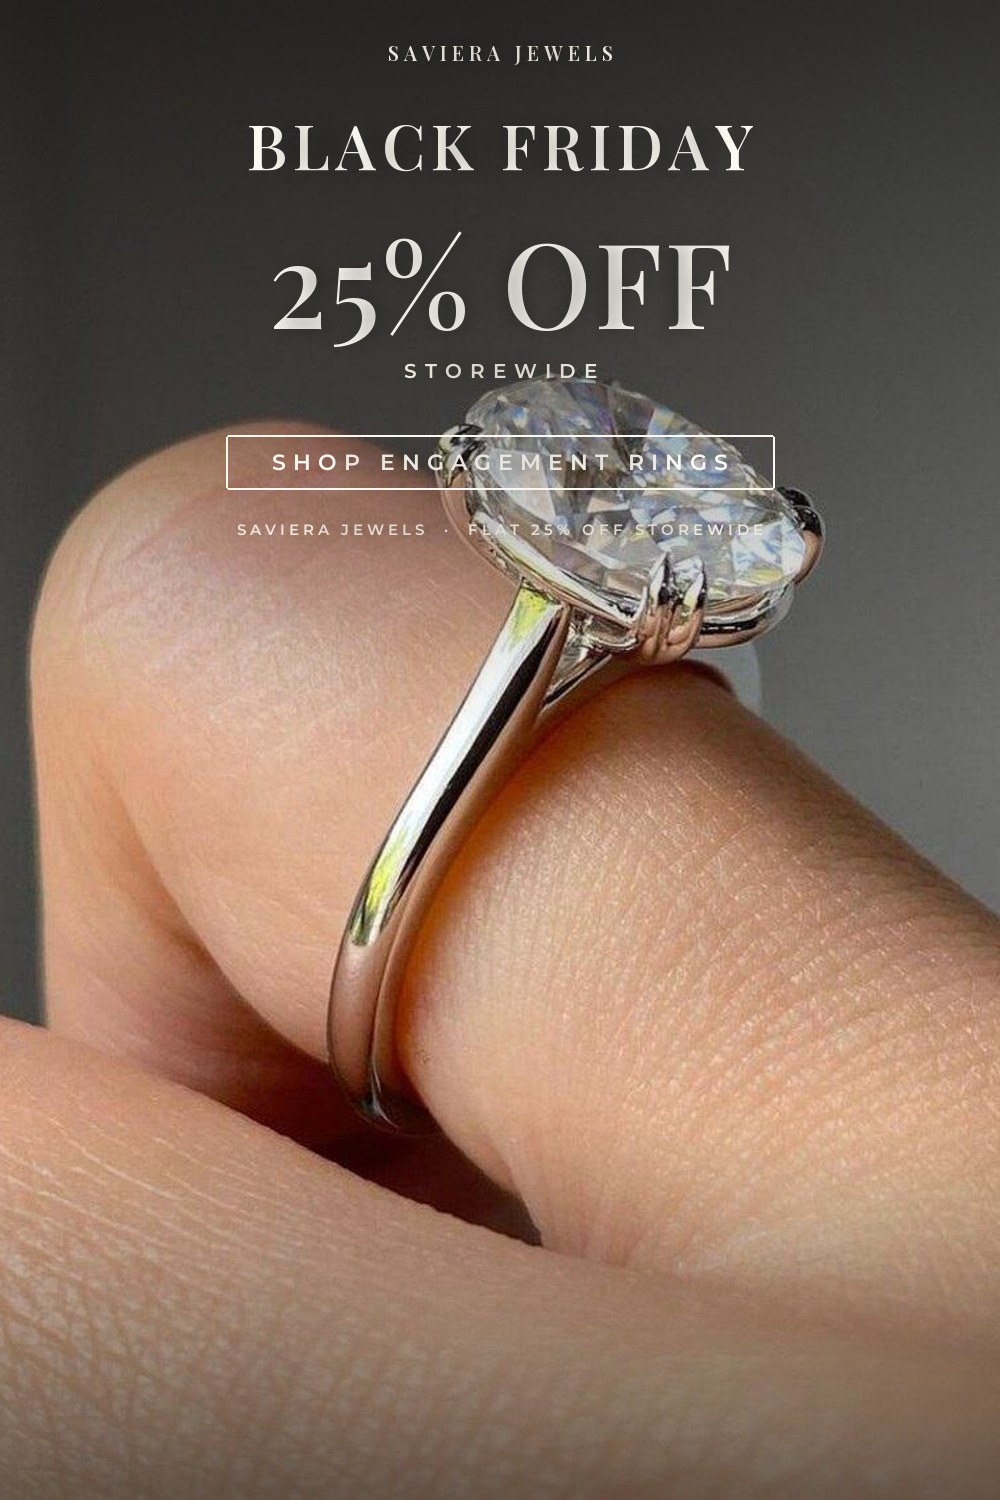 SAVIERA JEWELS
BLACK FRIDAY
25% OFF
STOREWIDE
SHOP ENGAGEMENT RINGS
SAVIERA JEWELS · FLAT 25% OFF STOREWIDE